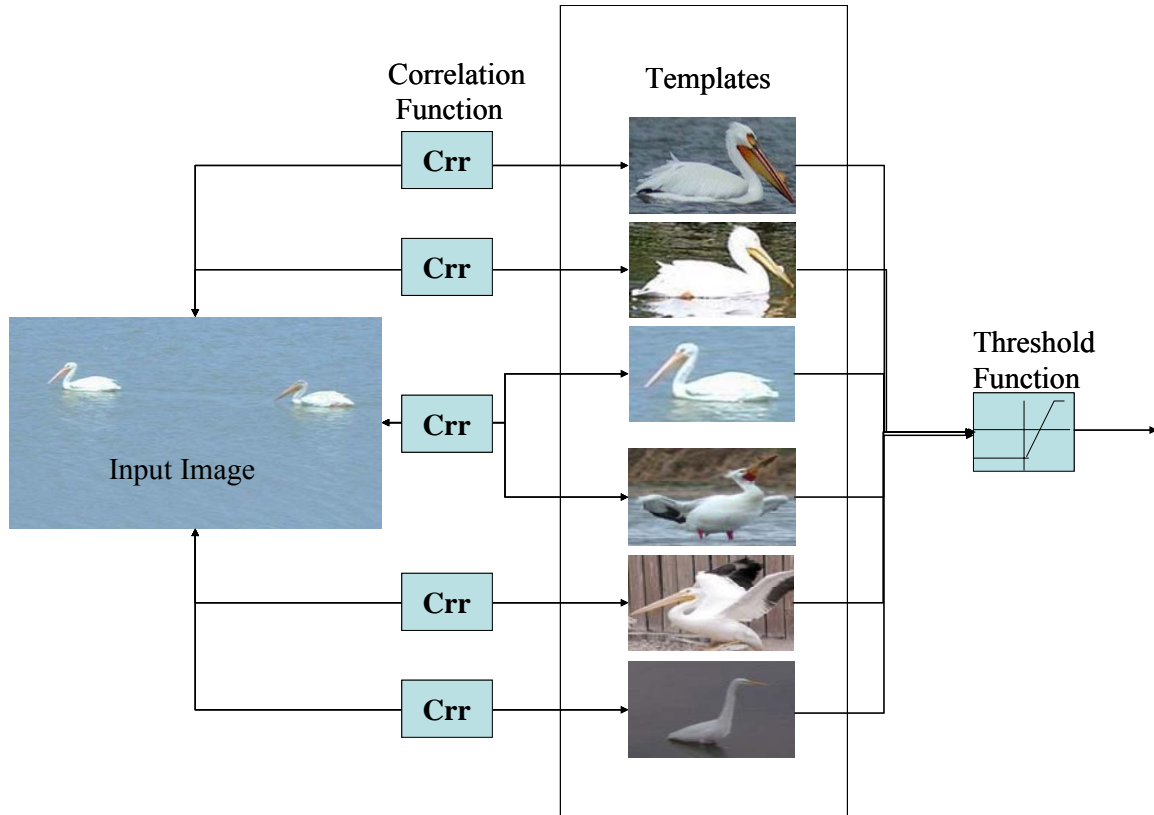 Correlation
Function
Templates
Crr
Crr
Threshold
Function
Crr
Input Image
Crr
Crr